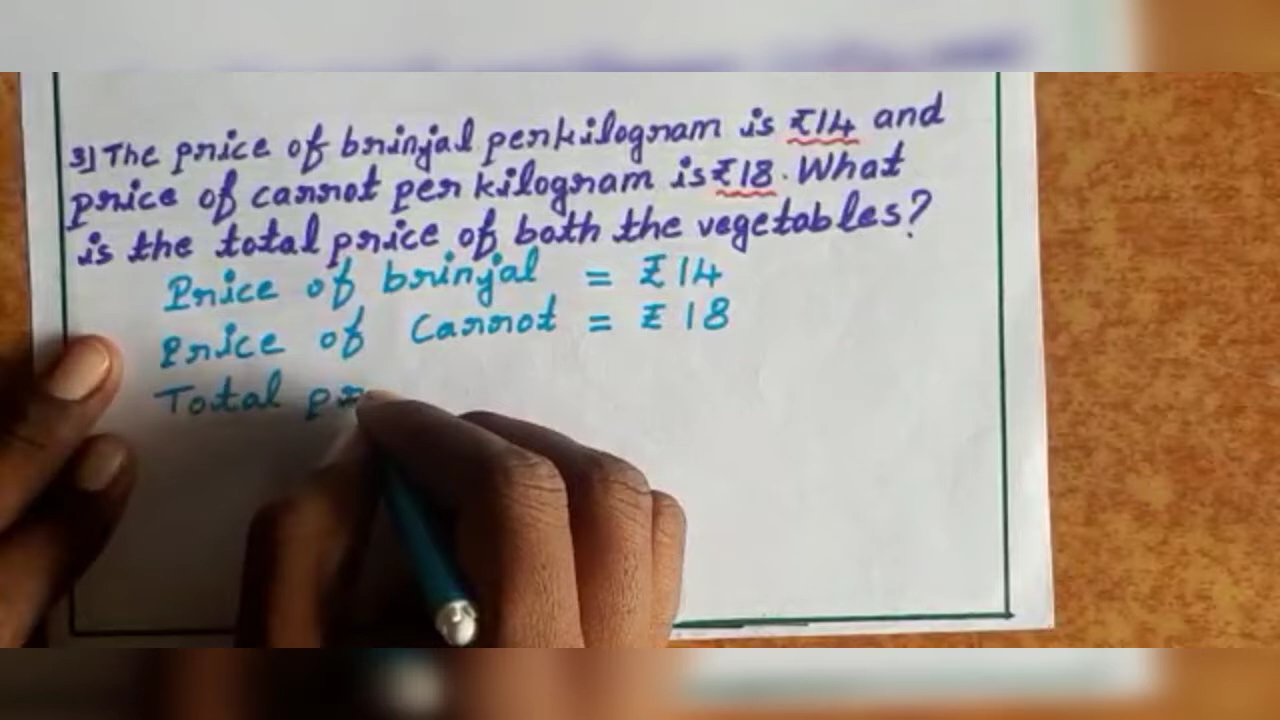 3) The price of brinjal per kilogram is ₹14 and
price of carrot per kilogram is ₹18. What
is the total price of both the vegetables?
Price of brinjal = ₹14
Price of Carrot = ₹18
Total pr